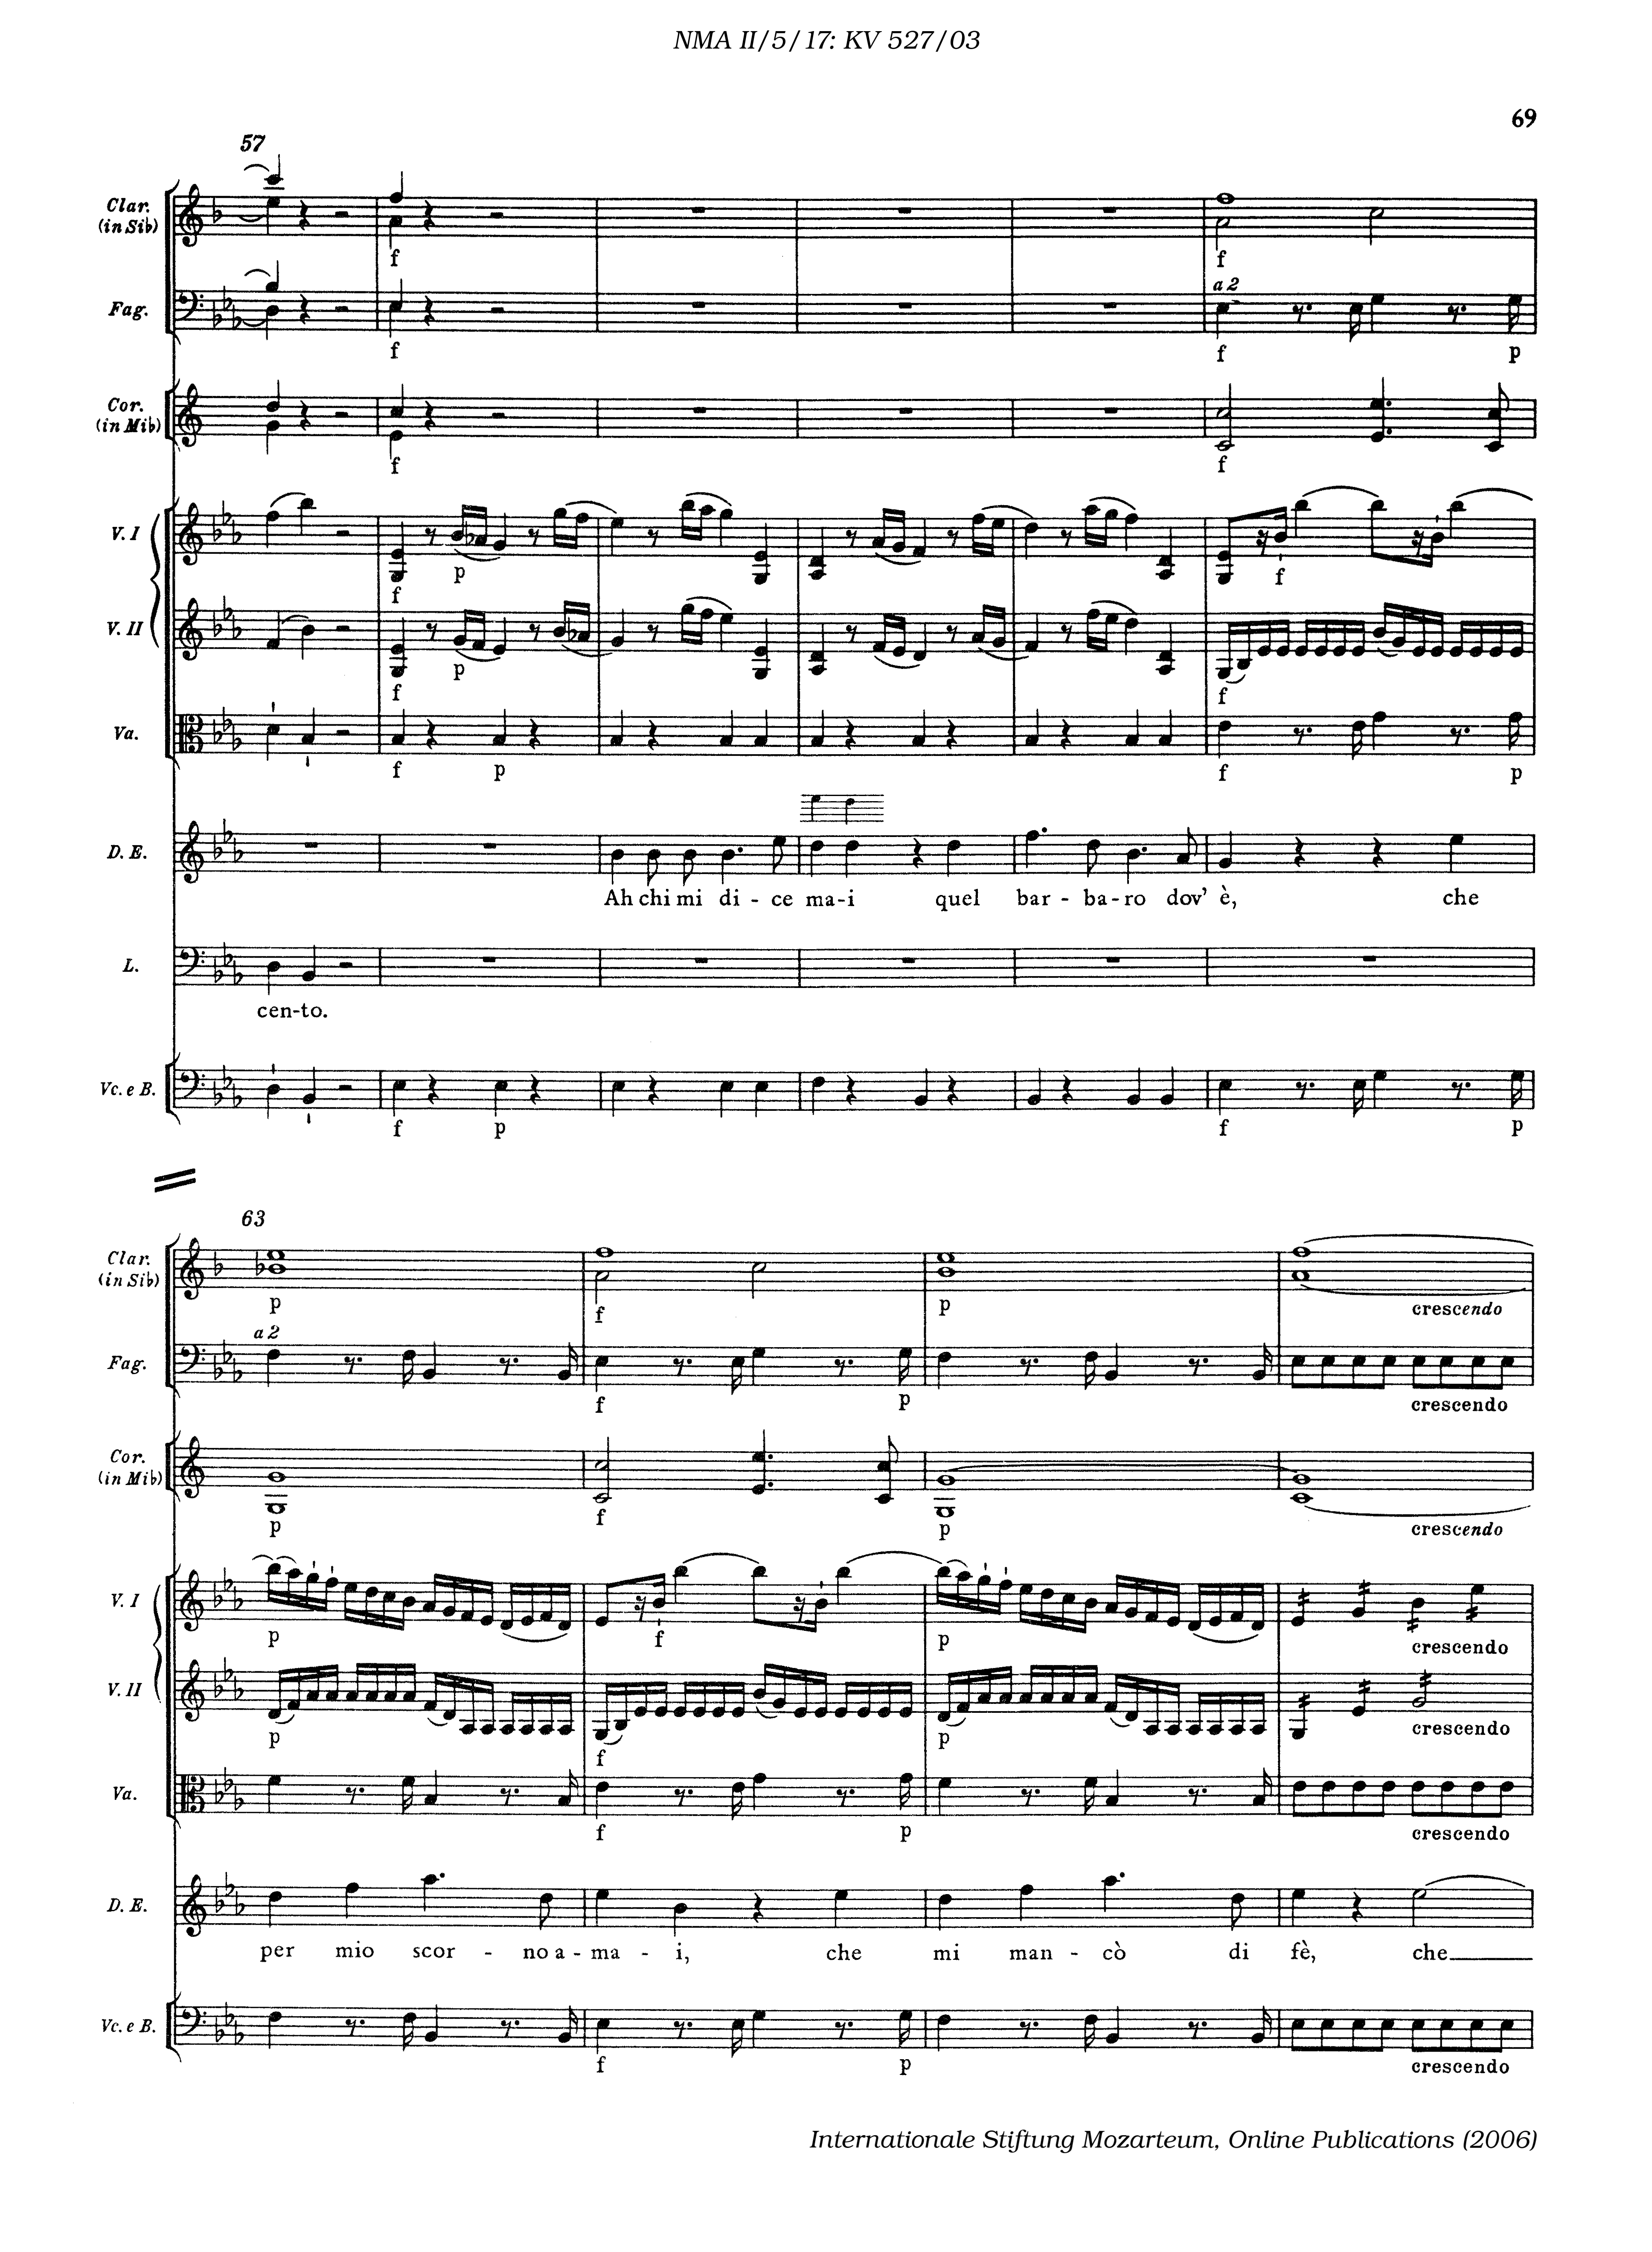 NMA II/5/17: KV 527/03
69
57
Clar.
(in Sib)
f
f
a 2
Fag.
f
f
p
Cor.
(in Mib)
f
f
V. I
f
p
f
V. II
f
p
f
Va.
f
p
f
p
D. E.
Ah chi mi di - ce ma-i quel bar - ba-ro dov' è, che
L.
cen-to.
Vc. e B.
f
p
f
p
63
Clar.
(in Sib)
p
f
p
crescendo
a 2
Fag.
f
p
crescendo
Cor.
(in Mib)
p
f
p
crescendo
V. I
p
f
p
crescendo
V. II
p
f
p
crescendo
Va.
f
p
crescendo
D. E.
per mio scor - no a - ma - i, che mi man - cò di fè, che
Vc. e B.
f
p
crescendo
Internationale Stiftung Mozarteum, Online Publications (2006)